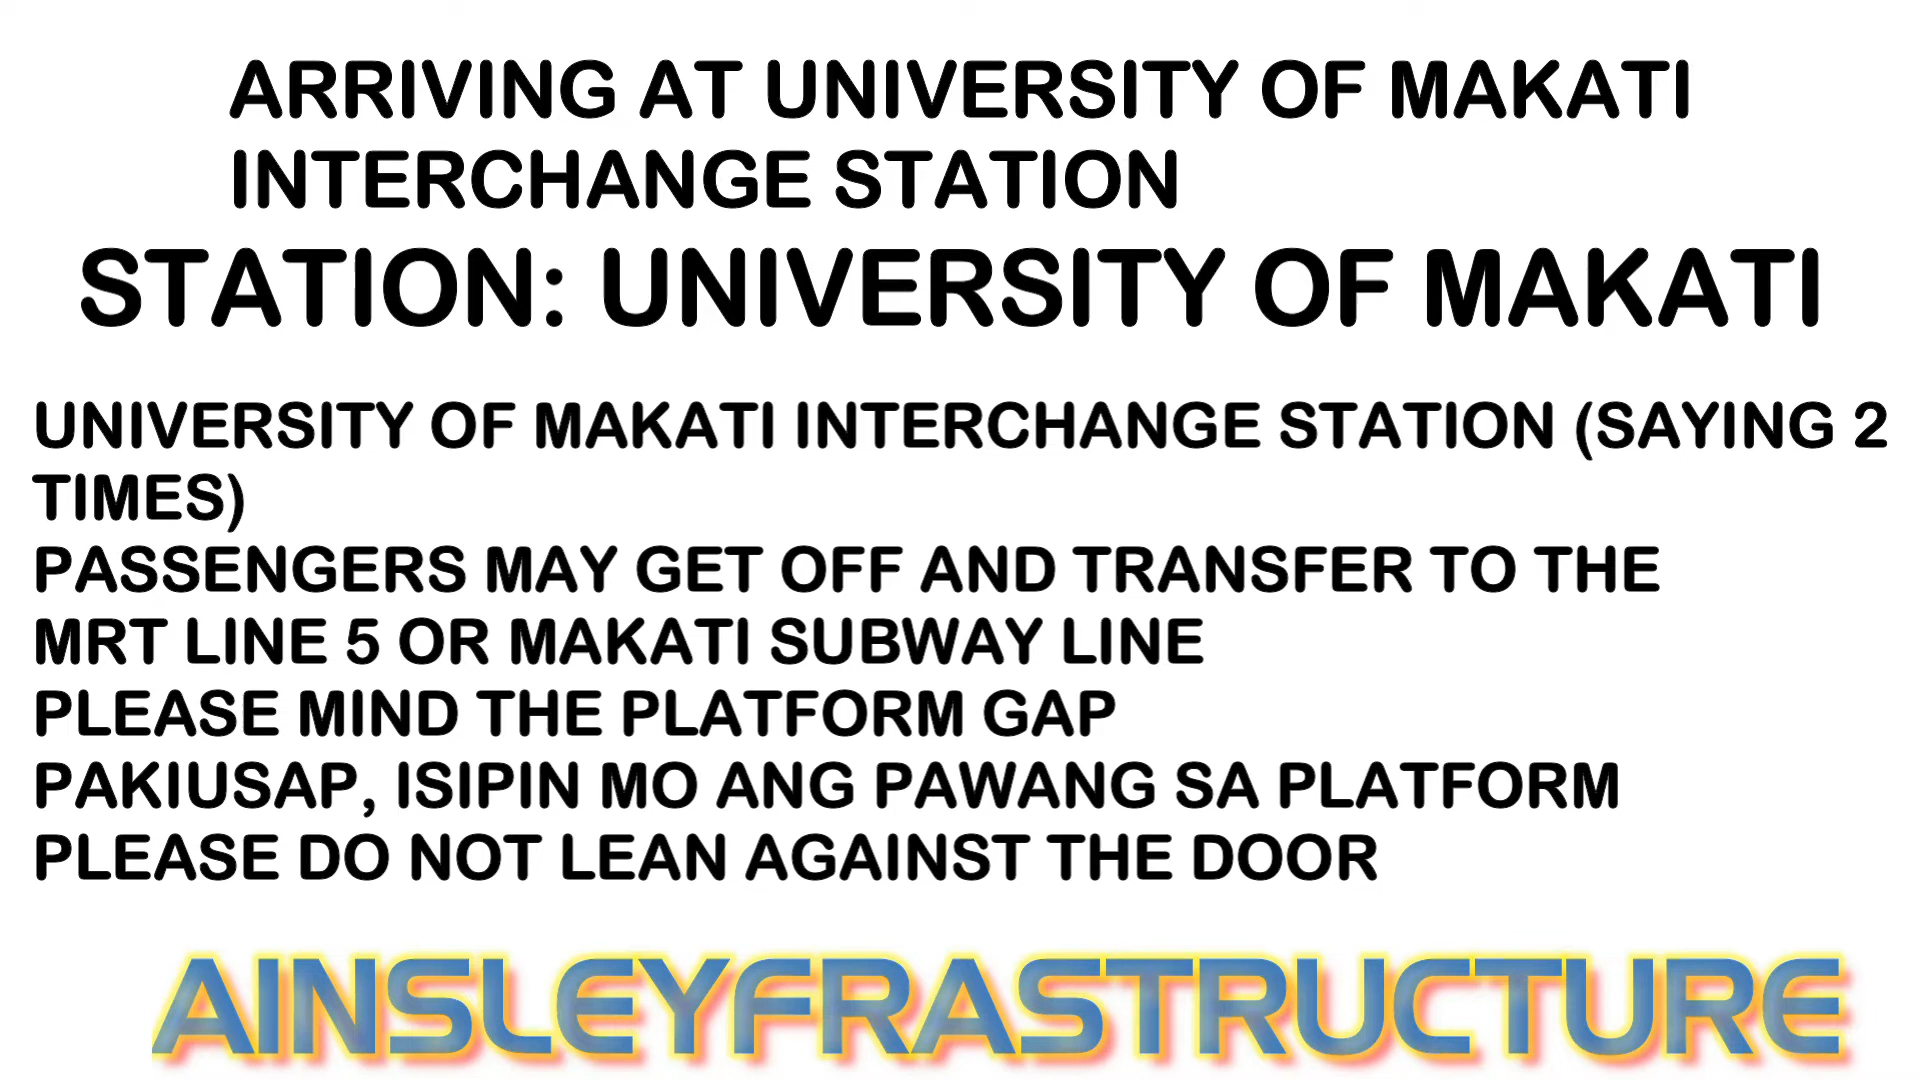 ARRIVING AT UNIVERSITY OF MAKATI
INTERCHANGE STATION
STATION: UNIVERSITY OF MAKATI
UNIVERSITY OF MAKATI INTERCHANGE STATION (SAYING 2
TIMES)
PASSENGERS MAY GET OFF AND TRANSFER TO THE
MRT LINE 5 OR MAKATI SUBWAY LINE
PLEASE MIND THE PLATFORM GAP
PAKIUSAP, ISIPIN MO ANG PAWANG SA PLATFORM
PLEASE DO NOT LEAN AGAINST THE DOOR
AINSLEYFRASTRUCTURE